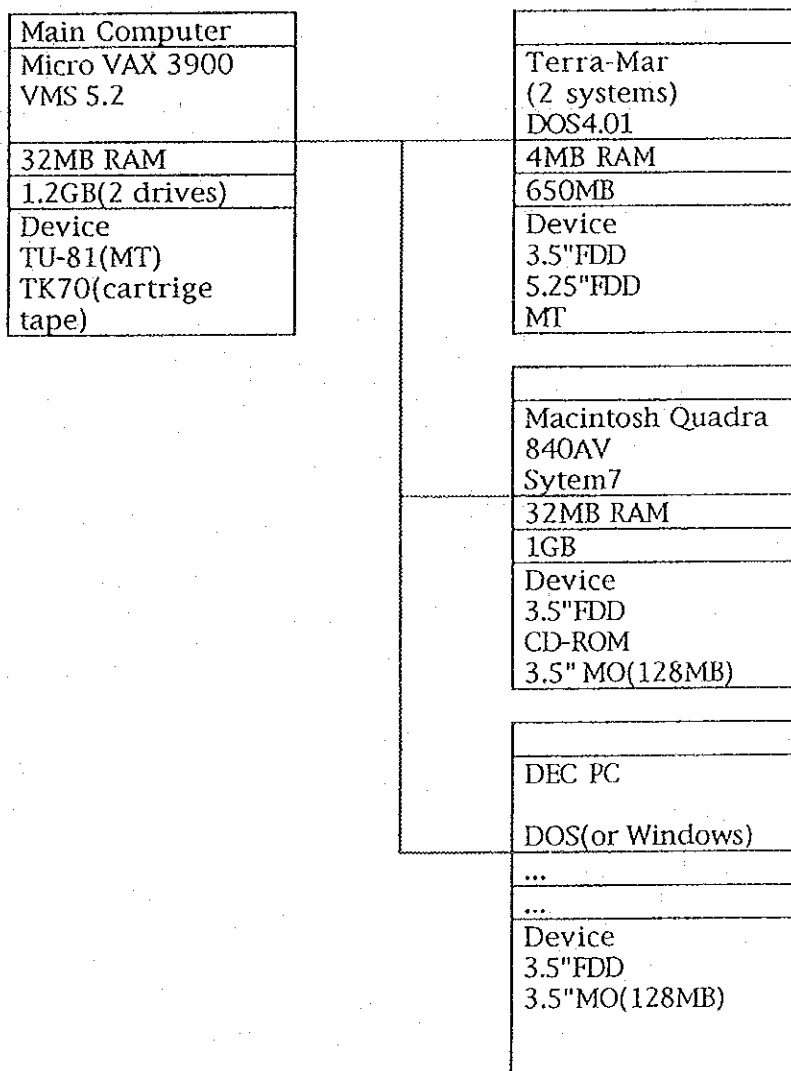 Main Computer
Micro VAX 3900
VMS 5.2
32MB RAM
1.2GB(2 drives)
Device
TU-81(MT)
TK70(cartrige
tape)
Terra-Mar
(2 systems)
DOS4.01
4MB RAM
650MB
Device
3.5"FDD
5.25"FDD
MT
Macintosh Quadra
840AV
Sytem7
32MB RAM
1GB
Device
3.5"FDD
CD-ROM
3.5" MO(128MB)
DEC PC
DOS(or Windows)
...
...
Device
3.5"FDD
3.5"MO(128MB)